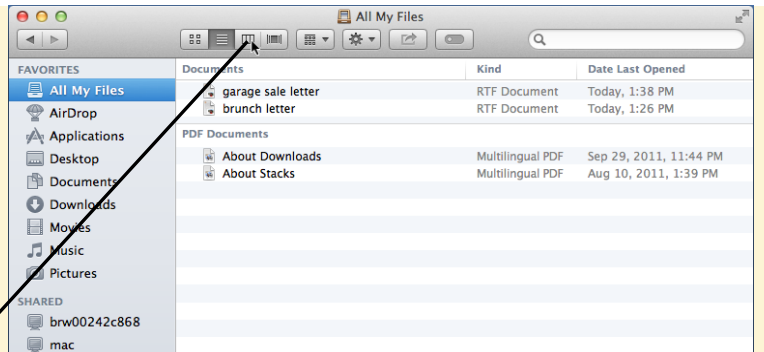 All My Files
FAVORITES
All My Files
AirDrop
Applications
Desktop
Documents
Downloads
Movies
Music
Pictures
SHARED
brw00242c868
mac
Documents Kind Date Last Opened
garage sale letter RTF Document Today, 1:38 PM
brunch letter RTF Document Today, 1:26 PM
PDF Documents
About Downloads Multilingual PDF Sep 29, 2011, 11:44 PM
About Stacks Multilingual PDF Aug 10, 2011, 1:39 PM